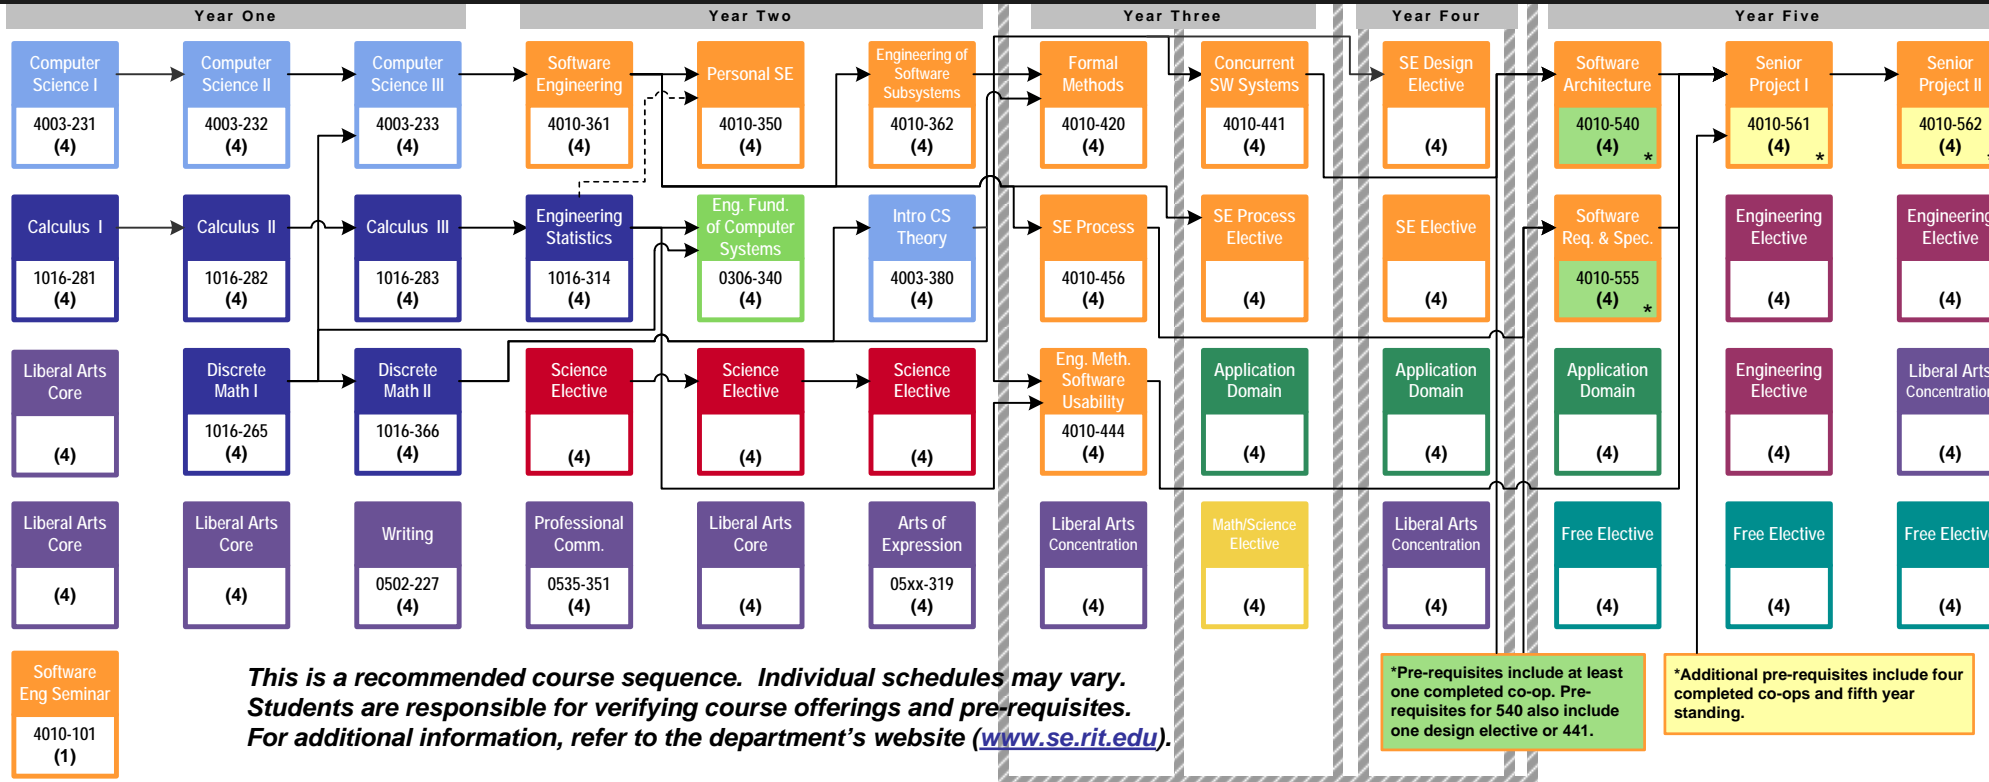 Year One
Year Two
Year Three
Year Four
Year Five
Computer
Science I
4003-231
(4)
Computer
Science II
4003-232
(4)
Computer
Science III
4003-233
(4)
Software
Engineering
4010-361
(4)
Personal SE
4010-350
(4)
Engineering of
Software
Subsystems
4010-362
(4)
Formal
Methods
4010-420
(4)
Concurrent
SW Systems
4010-441
(4)
SE Design
Elective
(4)
Software
Architecture
4010-540
(4)
*
Senior
Project I
4010-561
(4)
*
Senior
Project II
4010-562
(4)
Calculus I
1016-281
(4)
Calculus II
1016-282
(4)
Calculus III
1016-283
(4)
Engineering
Statistics
1016-314
(4)
Eng. Fund.
of Computer
Systems
0306-340
(4)
Intro CS
Theory
4003-380
(4)
SE Process
4010-456
(4)
SE Process
Elective
(4)
SE Elective
(4)
Software
Req. & Spec.
4010-555
(4)
*
Engineering
Elective
(4)
Engineering
Elective
(4)
Liberal Arts
Core
(4)
Discrete
Math I
1016-265
(4)
Discrete
Math II
1016-366
(4)
Science
Elective
(4)
Science
Elective
(4)
Science
Elective
(4)
Eng. Meth.
Software
Usability
4010-444
(4)
Application
Domain
(4)
Application
Domain
(4)
Application
Domain
(4)
Engineering
Elective
(4)
Liberal Arts
Concentration
(4)
Liberal Arts
Core
(4)
Liberal Arts
Core
(4)
Writing
0502-227
(4)
Professional
Comm.
0535-351
(4)
Liberal Arts
Core
(4)
Arts of
Expression
05xx-319
(4)
Liberal Arts
Concentration
(4)
Math/Science
Elective
(4)
Liberal Arts
Concentration
(4)
Free Elective
(4)
Free Elective
(4)
Free Elective
(4)
Software
Eng Seminar
4010-101
(1)
This is a recommended course sequence. Individual schedules may vary.
Students are responsible for verifying course offerings and pre-requisites.
For additional information, refer to the department's website (www.se.rit.edu).
*Pre-requisites include at least
one completed co-op. Pre-
requisites for 540 also include
one design elective or 441.
*Additional pre-requisites include four
completed co-ops and fifth year
standing.